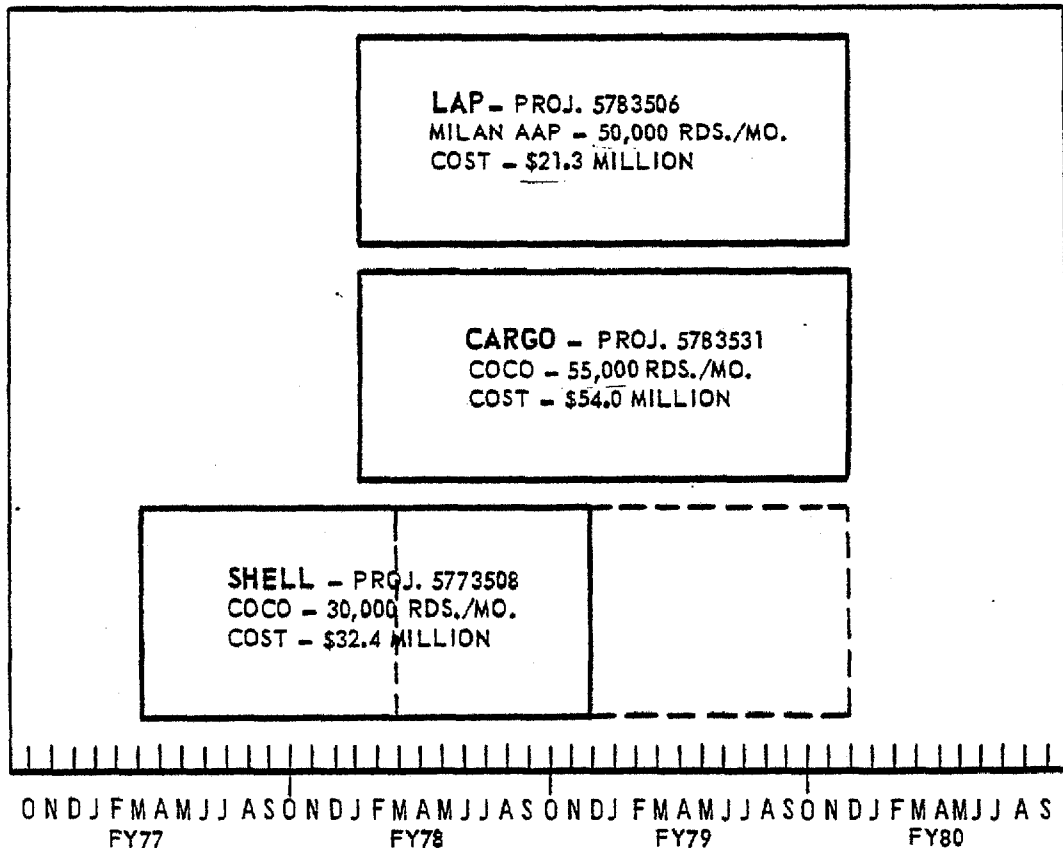 LAP – PROJ. 5783506
MILAN AAP – 50,000 RDS./MO.
COST – $21.3 MILLION
CARGO – PROJ. 5783531
COCO – 55,000 RDS./MO.
COST – $54.0 MILLION
SHELL – PROJ. 5773508
COCO – 30,000 RDS./MO.
COST – $32.4 MILLION
O N D J F M A M J J A S O N D J F M A M J J A S O N D J F M A M J J A S O N D J F M A M J J A S
FY77 FY78 FY79 FY80